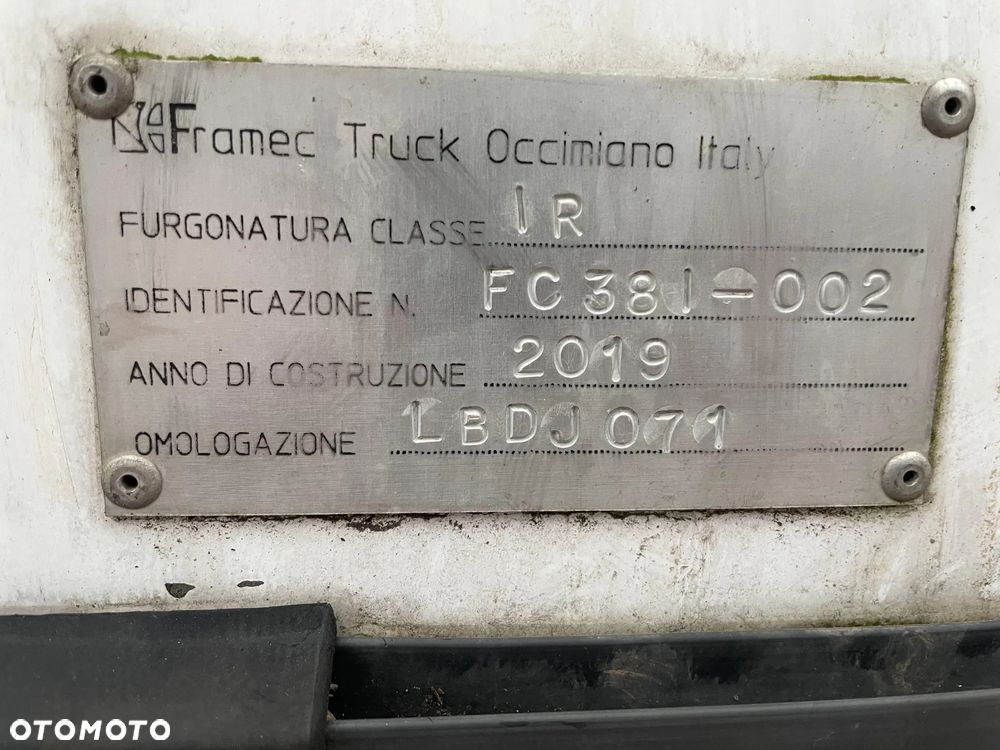 Framec Truck Occimiano Italy
FURGONATURA CLASSE IR
IDENTIFICAZIONE N. FC381-002
ANNO DI COSTRUZIONE 2019
OMOLOGAZIONE LBDJ071
OTOMOTO